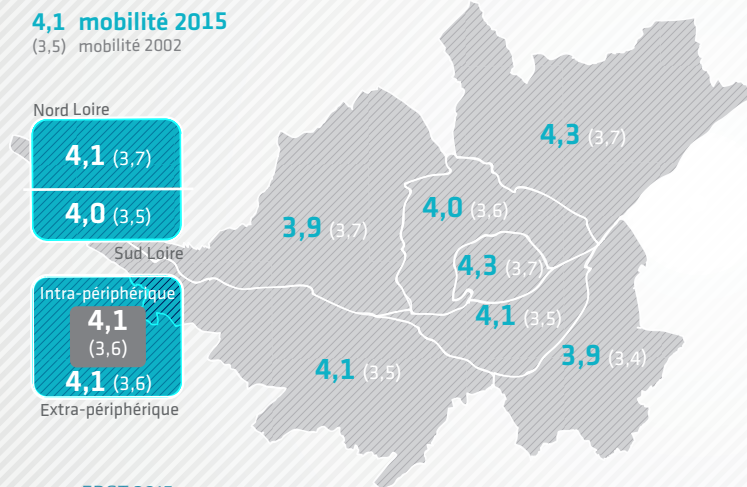 4,1 mobilité 2015
(3,5) mobilité 2002
Nord Loire
4,1 (3,7)
4,0 (3,5)
Sud Loire
Intra-périphérique
4,1
(3,6)
4,1 (3,6)
Extra-périphérique
4,3 (3,7)
4,0 (3,6)
3,9 (3,7)
4,3 (3,7)
4,1 (3,5)
3,9 (3,4)
4,1 (3,5)